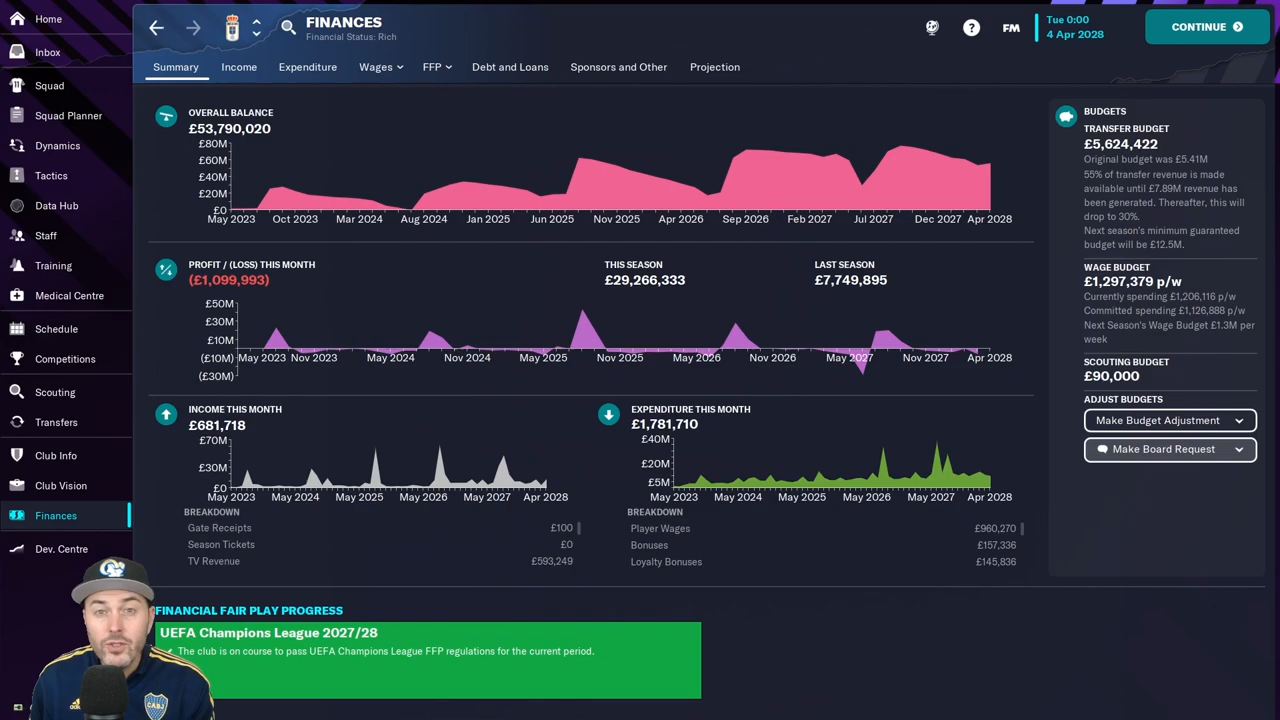 Home
Inbox
Squad
Squad Planner
Dynamics
Tactics
Data Hub
Staff
Training
Medical Centre
Schedule
Competitions
Scouting
Transfers
Club Info
Club Vision
Finances
Dev. Centre
FINANCES
Financial Status: Rich
?
FM
Tue 0:00
4 Apr 2028
CONTINUE
Summary Income Expenditure Wages FFP Debt and Loans Sponsors and Other Projection
OVERALL BALANCE
£53,790,020
£80M
£60M
£40M
£20M
£0
May 2023 Oct 2023 Mar 2024 Aug 2024 Jan 2025 Jun 2025 Nov 2025 Apr 2026 Sep 2026 Feb 2027 Jul 2027 Dec 2027 Apr 2028
PROFIT / (LOSS) THIS MONTH
(£1,099,993)
THIS SEASON
£29,266,333
LAST SEASON
£7,749,895
£50M
£30M
£10M
(£10M)
(£30M)
May 2023 Nov 2023 May 2024 Nov 2024 May 2025 Nov 2025 May 2026 Nov 2026 May 2027 Nov 2027 Apr 2028
INCOME THIS MONTH
£681,718
£70M
£30M
£0
May 2023 May 2024 May 2025 May 2026 May 2027 Apr 2028
BREAKDOWN
Gate Receipts £100
Season Tickets £0
TV Revenue £593,249
EXPENDITURE THIS MONTH
£1,781,710
£40M
£20M
£5M
May 2023 May 2024 May 2025 May 2026 May 2027 Apr 2028
BREAKDOWN
Player Wages £960,270
Bonuses £157,336
Loyalty Bonuses £145,836
FINANCIAL FAIR PLAY PROGRESS
UEFA Champions League 2027/28
The club is on course to pass UEFA Champions League FFP regulations for the current period.
BUDGETS
TRANSFER BUDGET
£5,624,422
Original budget was £5.41M
55% of transfer revenue is made
available until £7.89M revenue has
been generated. Thereafter, this will
drop to 30%.
Next season's minimum guaranteed
budget will be £12.5M.
WAGE BUDGET
£1,297,379 p/w
Currently spending £1,206,116 p/w
Committed spending £1,126,888 p/w
Next Season's Wage Budget £1.3M per
week
SCOUTING BUDGET
£90,000
ADJUST BUDGETS
Make Budget Adjustment
Make Board Request
CABJ